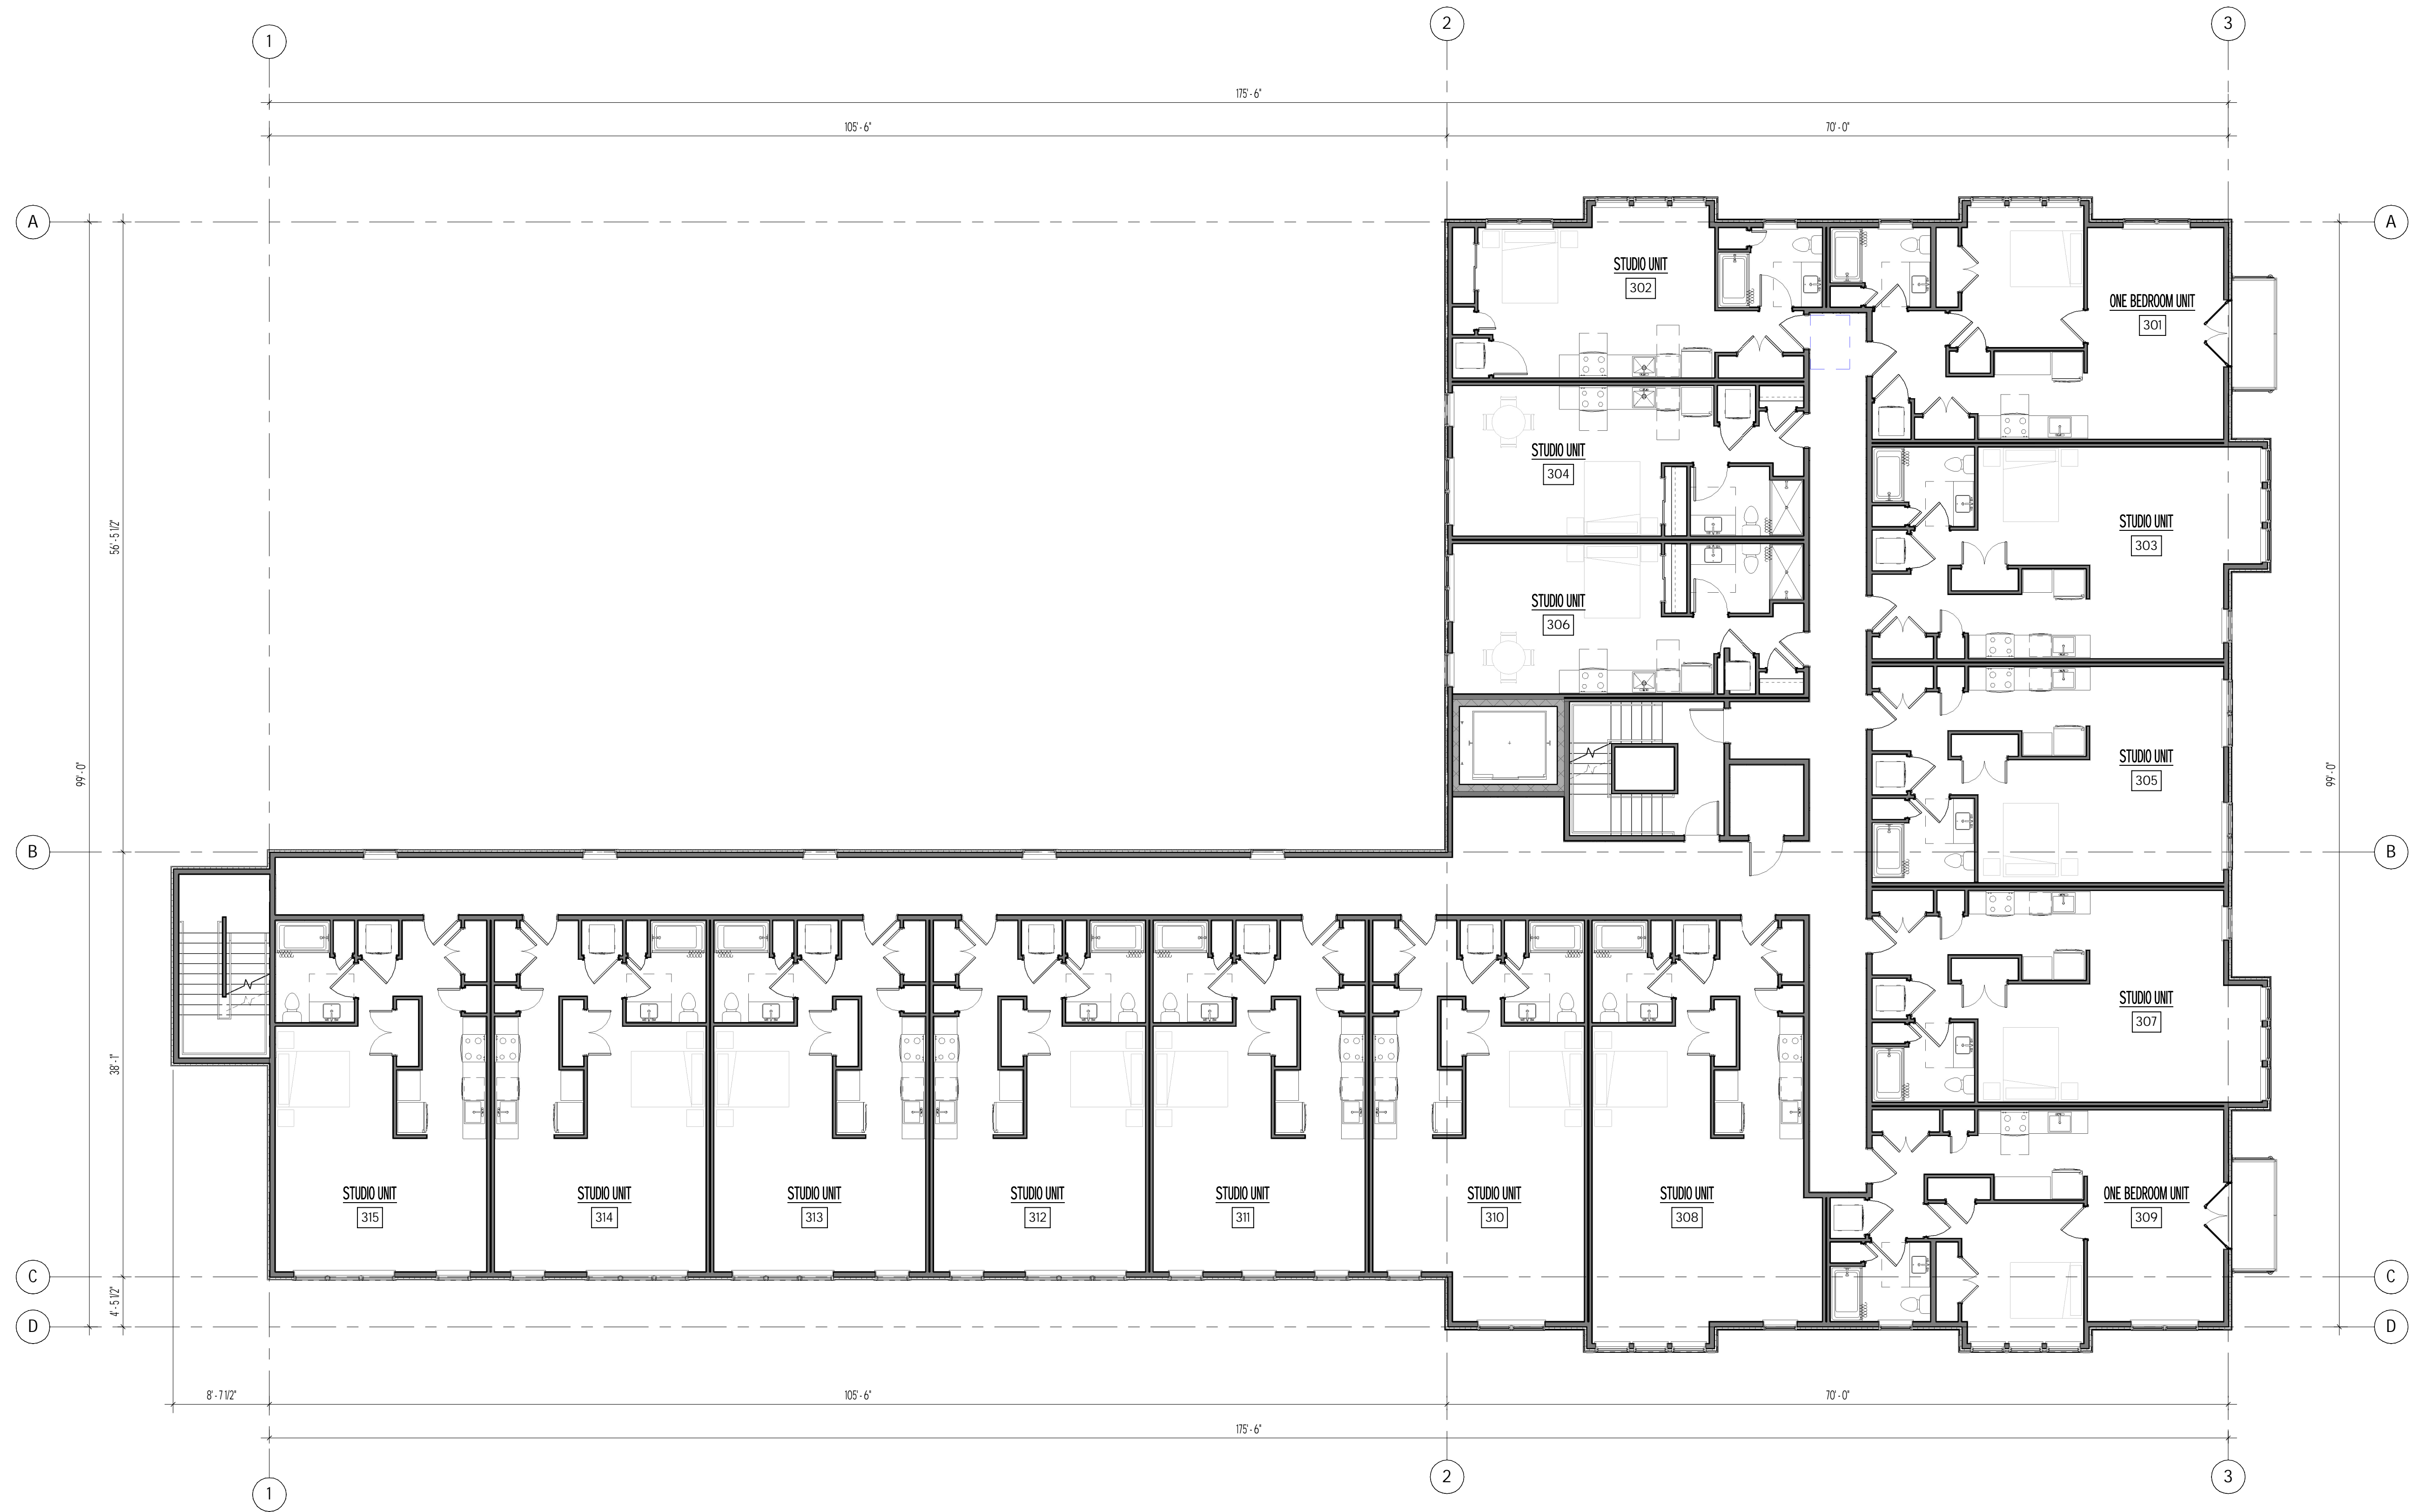 1
2
3
175' - 6"
105' - 6"
70' - 0"
A
A
STUDIO UNIT
302
ONE BEDROOM UNIT
301
STUDIO UNIT
304
STUDIO UNIT
303
56' - 5 1/2"
STUDIO UNIT
306
99' - 0"
99' - 0"
STUDIO UNIT
305
B
B
STUDIO UNIT
307
38' - 1"
STUDIO UNIT
315
STUDIO UNIT
314
STUDIO UNIT
313
STUDIO UNIT
312
STUDIO UNIT
311
STUDIO UNIT
310
STUDIO UNIT
308
ONE BEDROOM UNIT
309
C
C
4' - 5 1/2"
D
D
8' - 7 1/2"
105' - 6"
70' - 0"
175' - 6"
1
2
3